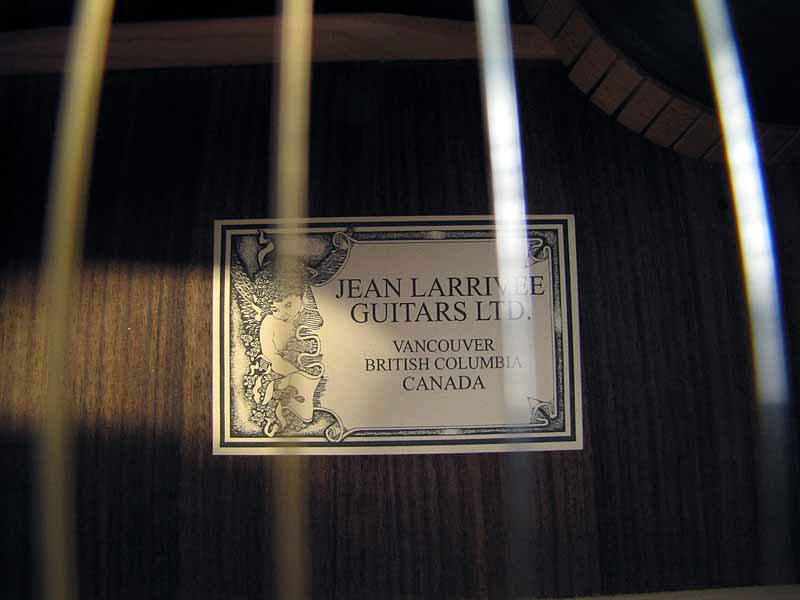 JEAN LARRIVEE
GUITARS LTD.
VANCOUVER
BRITISH COLUMBIA
CANADA